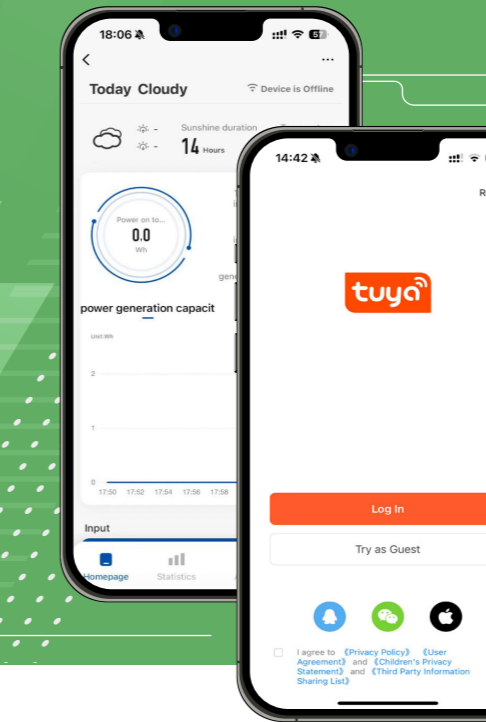 18:06
57
Today Cloudy
Device is Offline
-
-
Sunshine duration
14 Hours
Power on to...
0.0
Wh
power generation capacit
Unit:Wh
2
1
0
17:50 17:52 17:54 17:56 17:58
Input
Homepage
Statistics
14:42
tuya
Log In
Try as Guest
I agree to 《Privacy Policy》 《User
Agreement》 and 《Children's Privacy
Statement》 and 《Third Party Information
Sharing List》